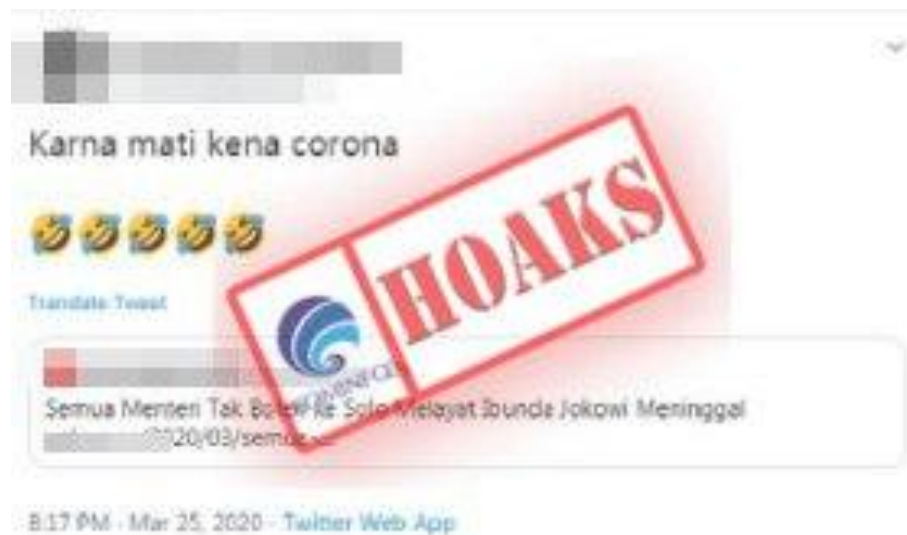 Karna mati kena corona
🤣🤣🤣🤣🤣
Translate Tweet
HOAKS
Semua Menteri Tak Boleh Ke Solo Melayat Ibunda Jokowi Meninggal
2020/03/semua
8:17 PM · Mar 25, 2020 · Twitter Web App